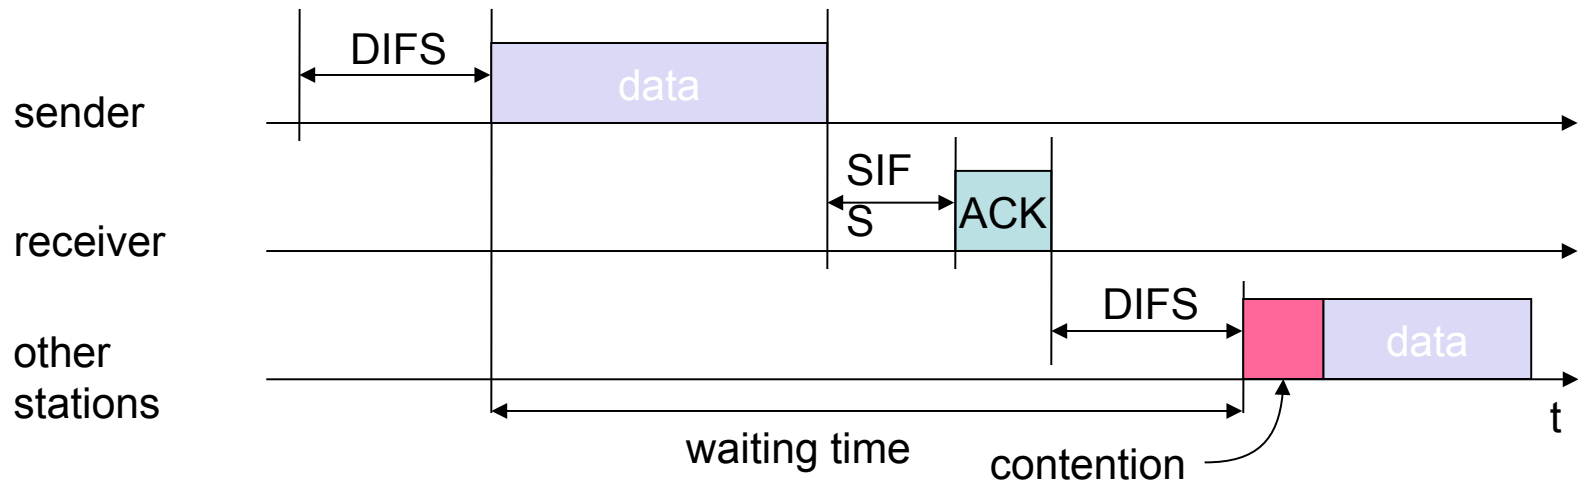 DIFS
data
sender
SIF
S
ACK
receiver
DIFS
data
other
stations
t
waiting time
contention